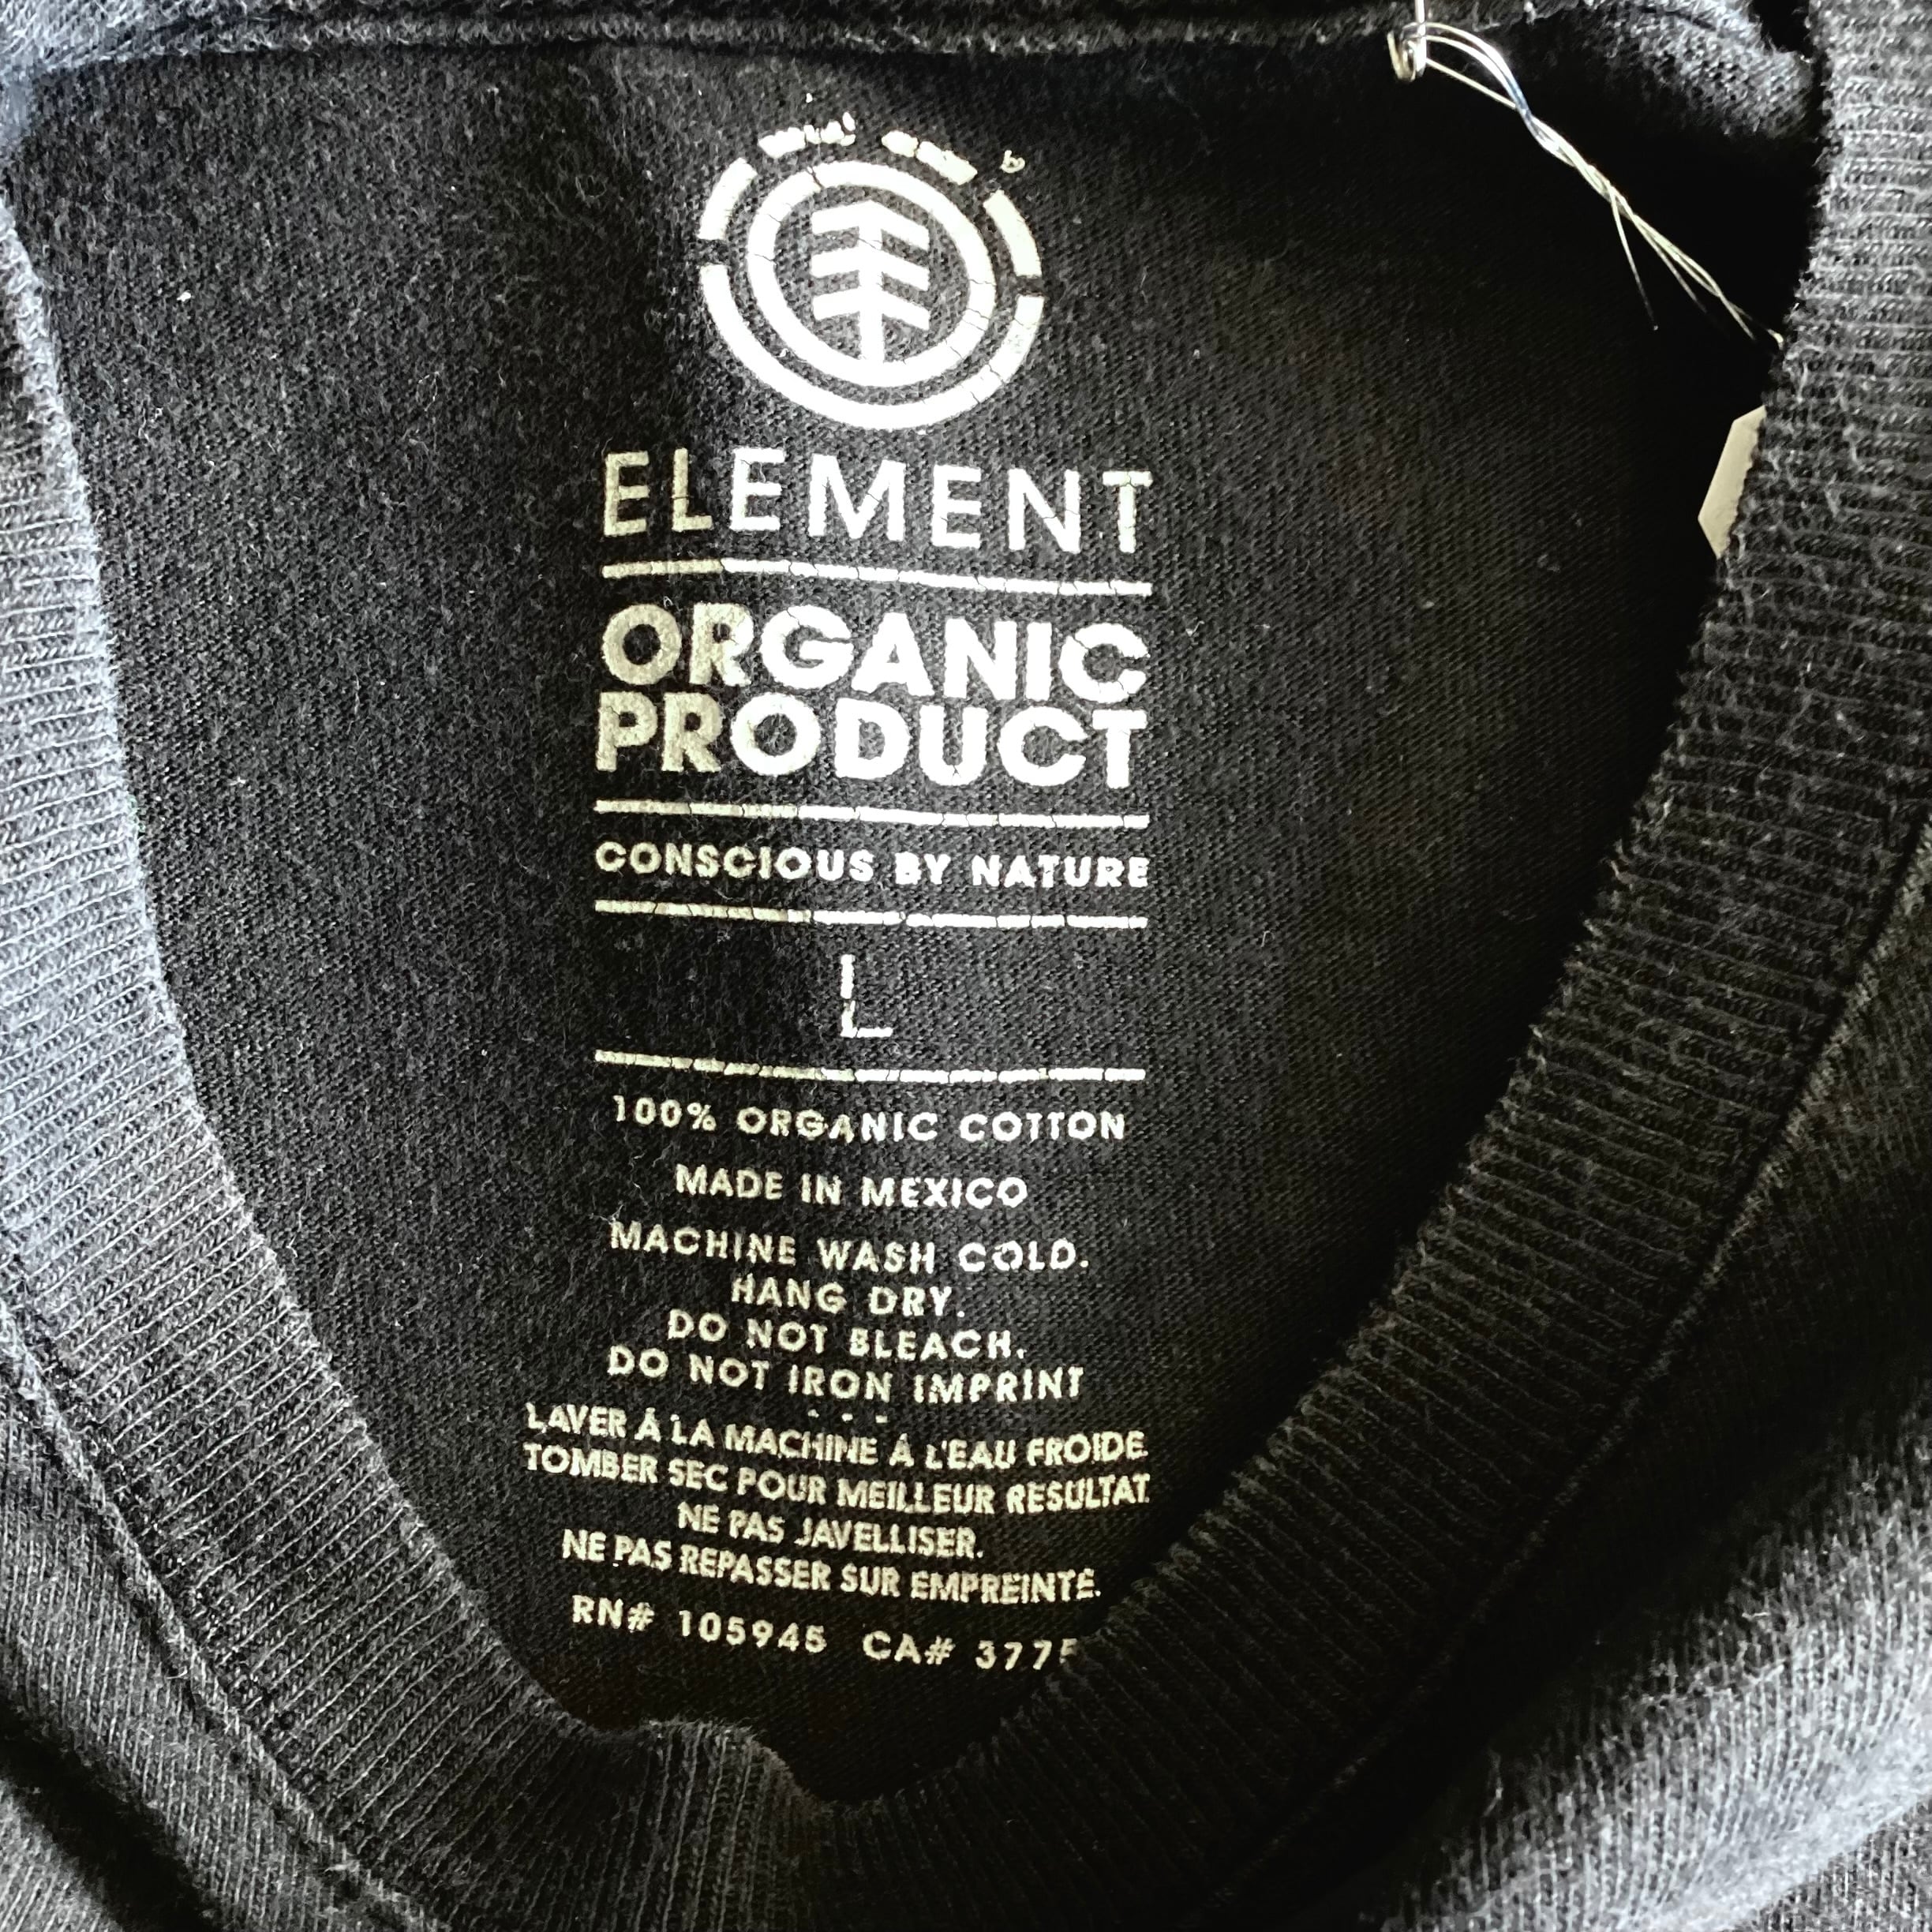 ELEMENT
ORGANIC
PRODUCT
CONSCIOUS BY NATURE
L
100% ORGANIC COTTON
MADE IN MEXICO
MACHINE WASH COLD.
HANG DRY.
DO NOT BLEACH.
DO NOT IRON IMPRINT
- - -
LAVER À LA MACHINE À L'EAU FROIDE.
TOMBER SEC POUR MEILLEUR RESULTAT.
NE PAS JAVELLISER.
NE PAS REPASSER SUR EMPREINTE.
RN# 105945 CA# 3775